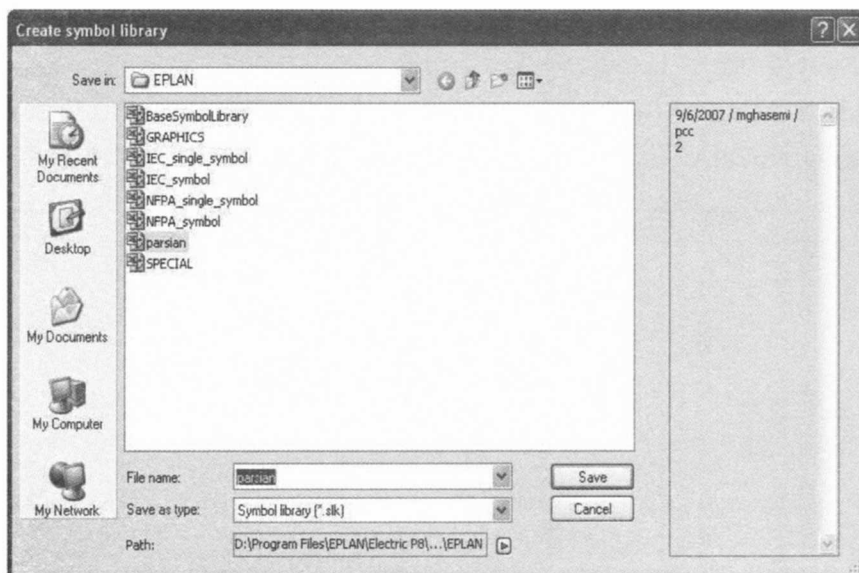 Create symbol library
Save in: EPLAN
My Recent Documents
Desktop
My Documents
My Computer
My Network
BaseSymbolLibrary
GRAPHICS
IEC_single_symbol
IEC_symbol
NFPA_single_symbol
NFPA_symbol
parsian
SPECIAL
9/6/2007 / mghasemi /
pcc
2
File name: parsian
Save as type: Symbol library (*.slk)
Path: D:\Program Files\EPLAN\Electric P8\...\EPLAN
Save
Cancel